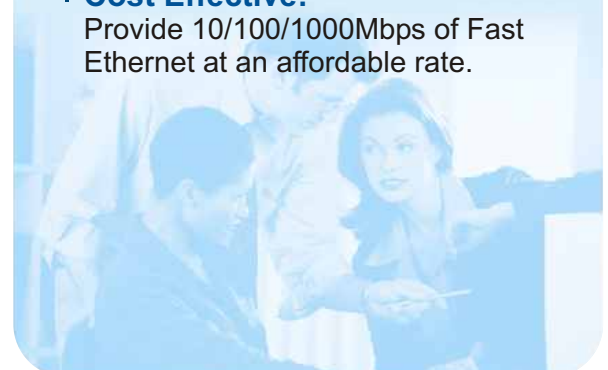 · Cost Effective:
Provide 10/100/1000Mbps of Fast
Ethernet at an affordable rate.